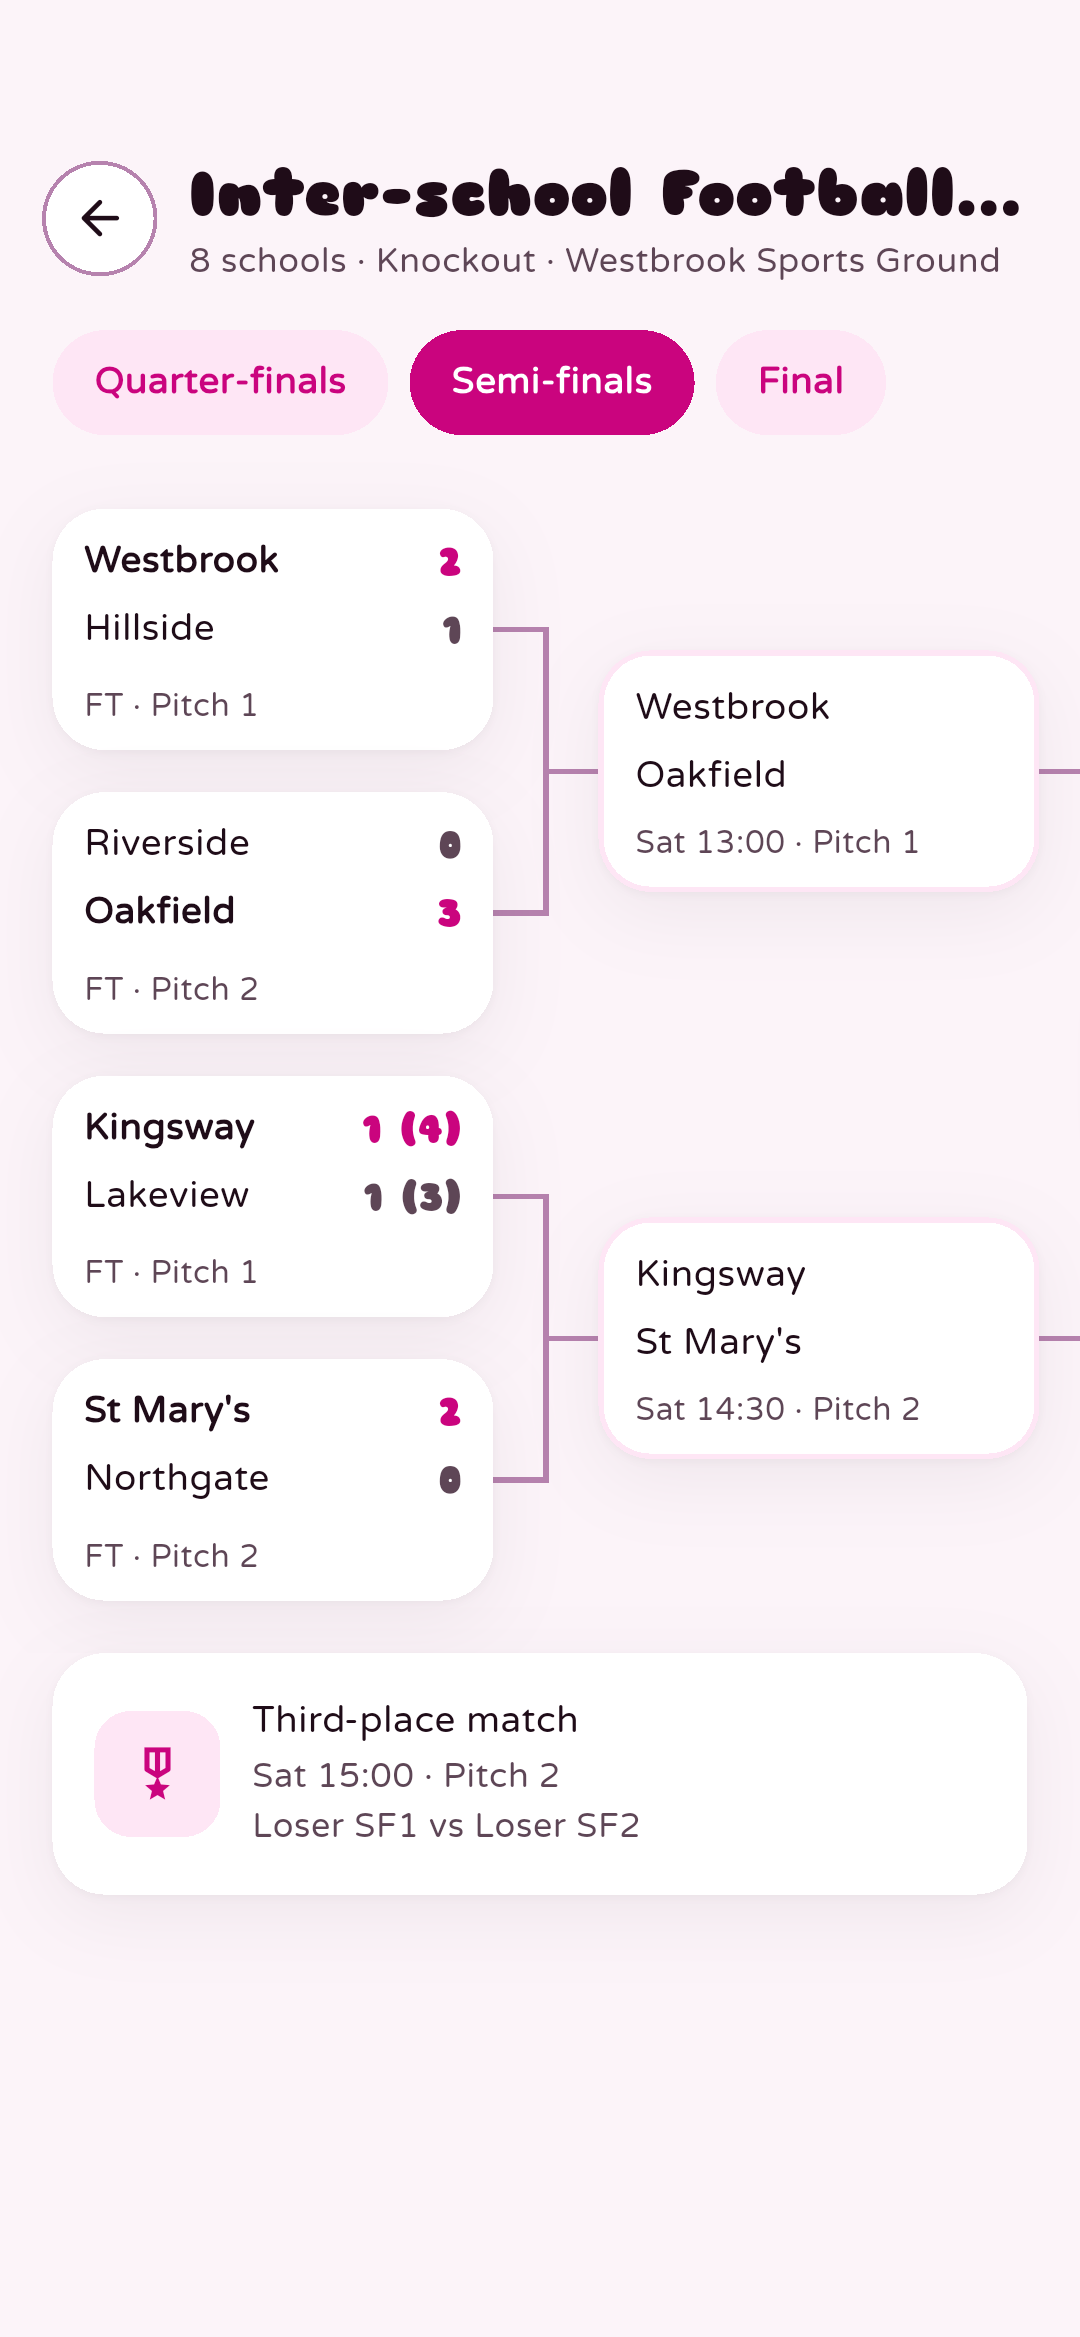 Inter-school Football...
8 schools · Knockout · Westbrook Sports Ground
Quarter-finals
Semi-finals
Final
Westbrook 2
Hillside 1
FT · Pitch 1
Riverside 0
Oakfield 3
FT · Pitch 2
Kingsway 1 (4)
Lakeview 1 (3)
FT · Pitch 1
St Mary's 2
Northgate 0
FT · Pitch 2
Westbrook
Oakfield
Sat 13:00 · Pitch 1
Kingsway
St Mary's
Sat 14:30 · Pitch 2
Third-place match
Sat 15:00 · Pitch 2
Loser SF1 vs Loser SF2